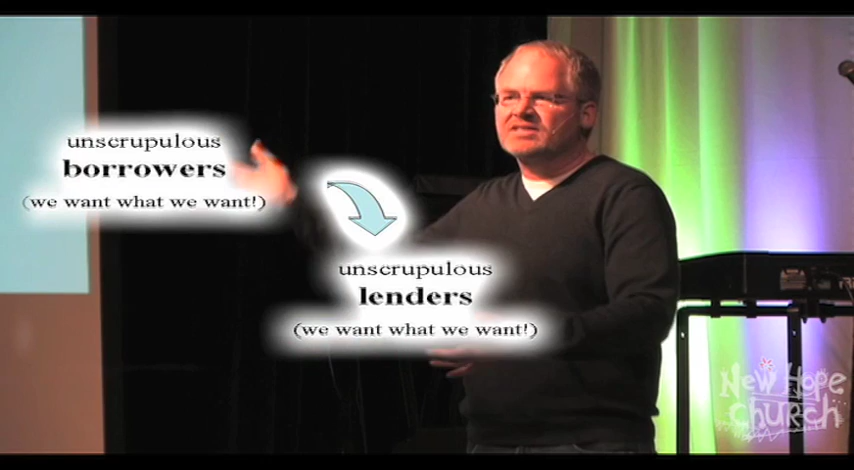 unscrupulous
borrowers
(we want what we want!)
unscrupulous
lenders
(we want what we want!)
New Hope
Church